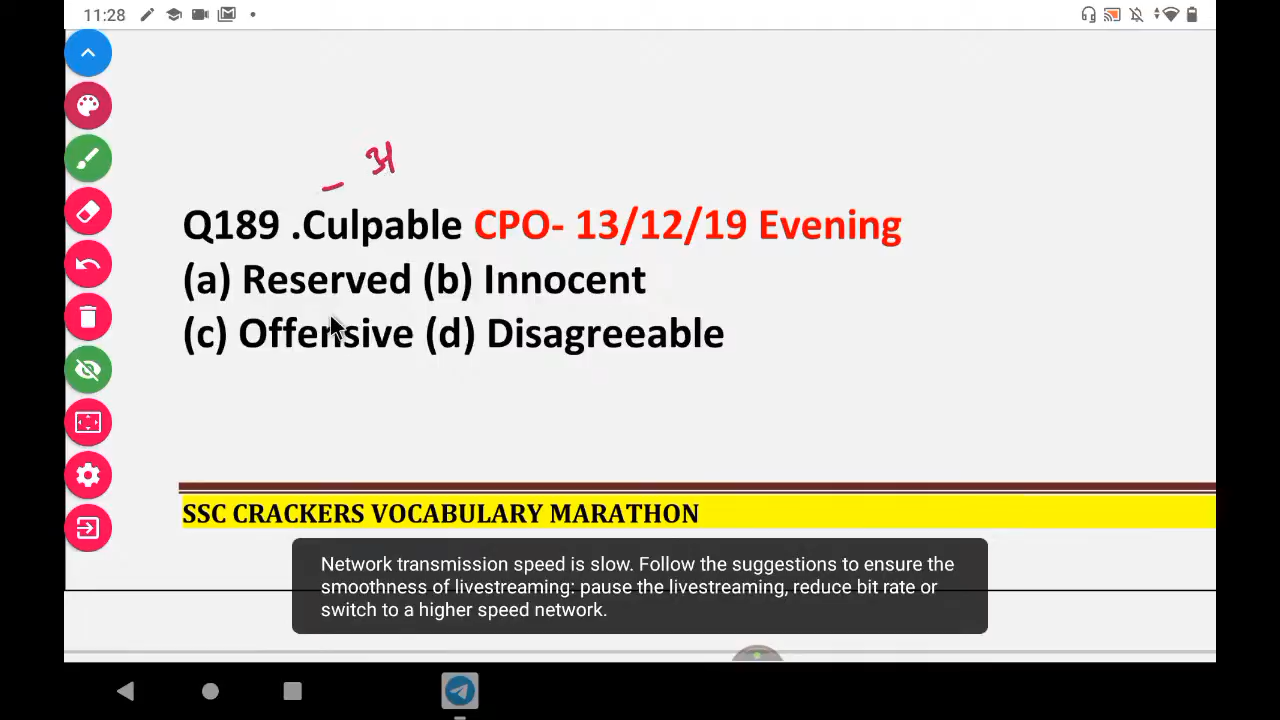 11:28
अ
Q189 .Culpable CPO- 13/12/19 Evening
(a) Reserved (b) Innocent
(c) Offensive (d) Disagreeable
SSC CRACKERS VOCABULARY MARATHON
Network transmission speed is slow. Follow the suggestions to ensure the
smoothness of livestreaming: pause the livestreaming, reduce bit rate or
switch to a higher speed network.